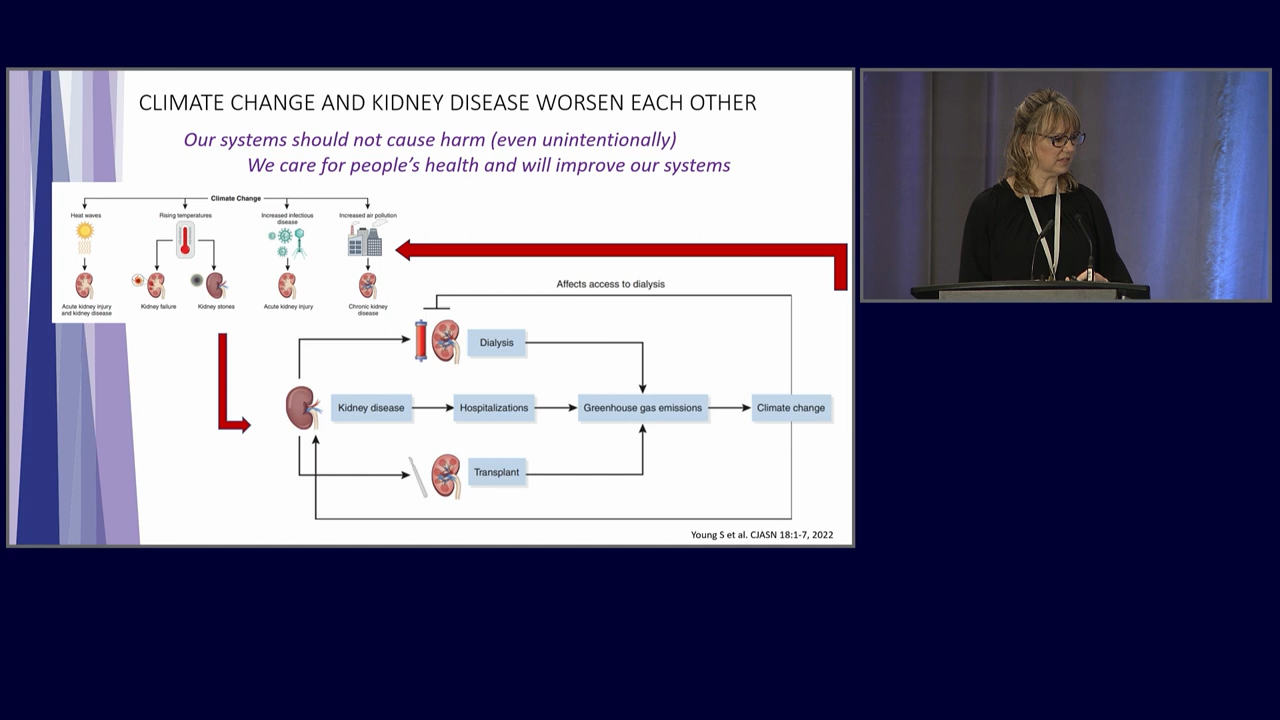 CLIMATE CHANGE AND KIDNEY DISEASE WORSEN EACH OTHER
Our systems should not cause harm (even unintentionally)
We care for people's health and will improve our systems
Climate Change
Heat waves
Rising temperatures
Increased infectious
disease
Increased air pollution
Acute kidney injury
and kidney disease
Kidney failure
Kidney stones
Acute kidney injury
Chronic kidney
disease
Affects access to dialysis
Dialysis
Kidney disease
Hospitalizations
Greenhouse gas emissions
Climate change
Transplant
Young S et al. CJASN 18:1-7, 2022